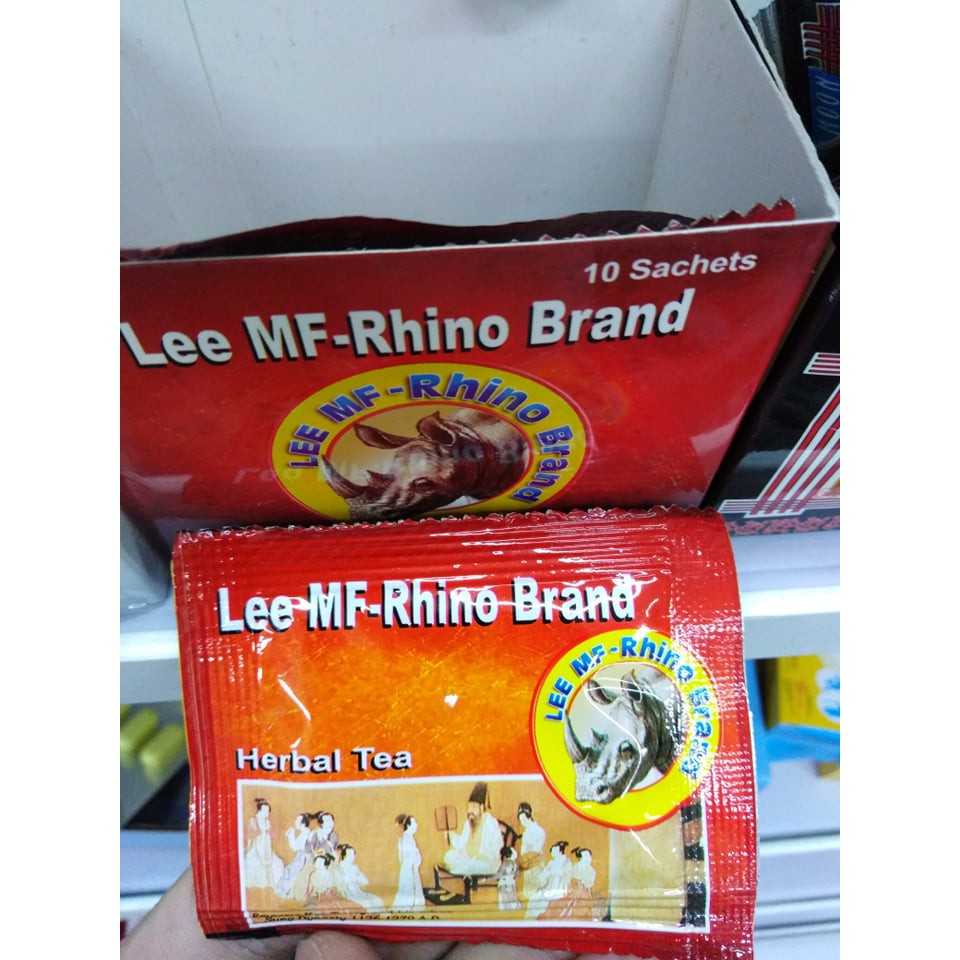 10 Sachets
Lee MF-Rhino Brand
LEE MF-Rhino Brand
Lee MF-Rhino Brand
LEE MF-Rhino Brand
Herbal Tea